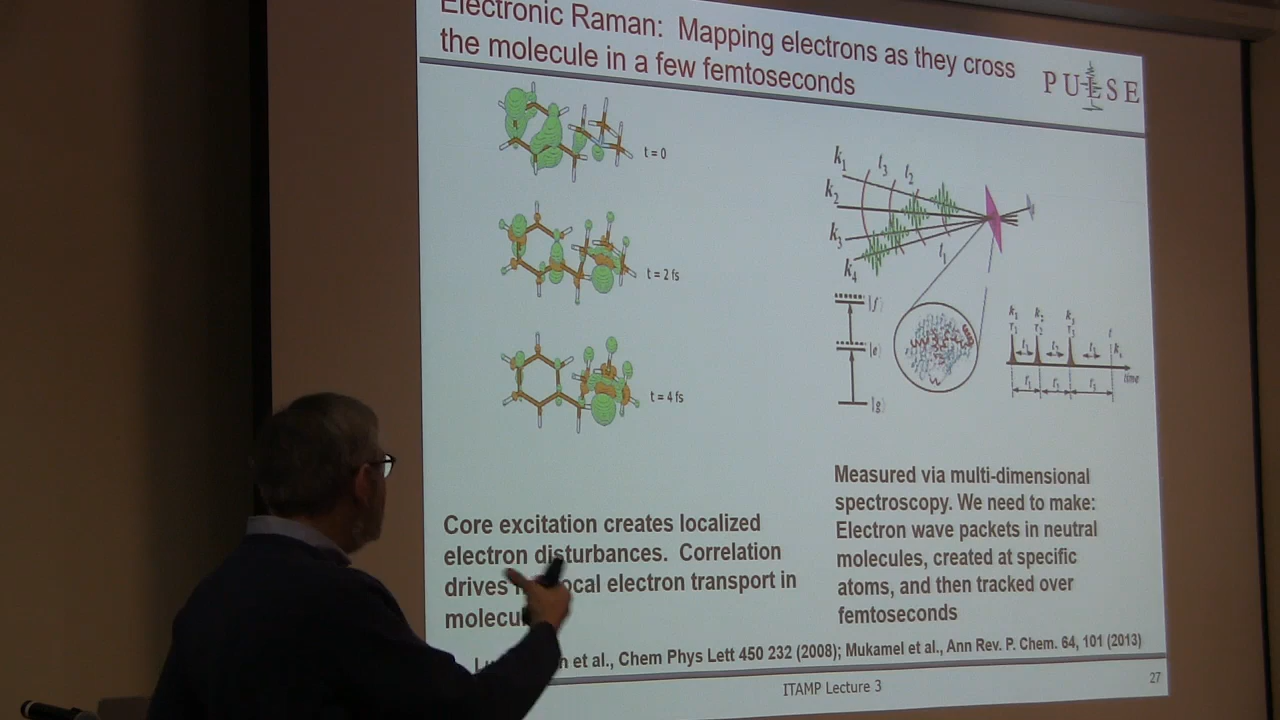 Electronic Raman: Mapping electrons as they cross
the molecule in a few femtoseconds
PULSE
t = 0
t = 2 fs
t = 4 fs
k1
k2
k3
k4
t3
t2
t1
|f⟩
|e⟩
|g⟩
time
Core excitation creates localized
electron disturbances. Correlation
drives electron transport in
Measured via multi-dimensional
spectroscopy. We need to make:
Electron wave packets in neutral
molecules, created at specific
atoms, and then tracked over
femtoseconds
et al., Chem Phys Lett 450 232 (2008); Mukamel et al., Ann Rev. P. Chem. 64, 101 (2013)
ITAMP Lecture 3
27